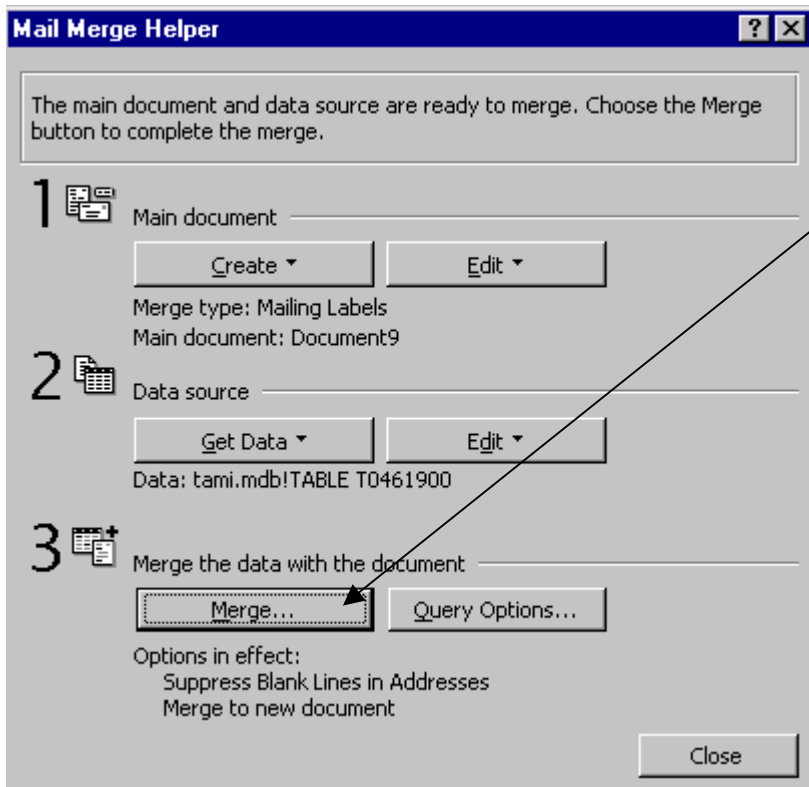 Mail Merge Helper
The main document and data source are ready to merge. Choose the Merge
button to complete the merge.
1
Main document
Create Edit
Merge type: Mailing Labels
Main document: Document9
2
Data source
Get Data Edit
Data: tami.mdb!TABLE T0461900
3
Merge the data with the document
Merge... Query Options...
Options in effect:
Suppress Blank Lines in Addresses
Merge to new document
Close